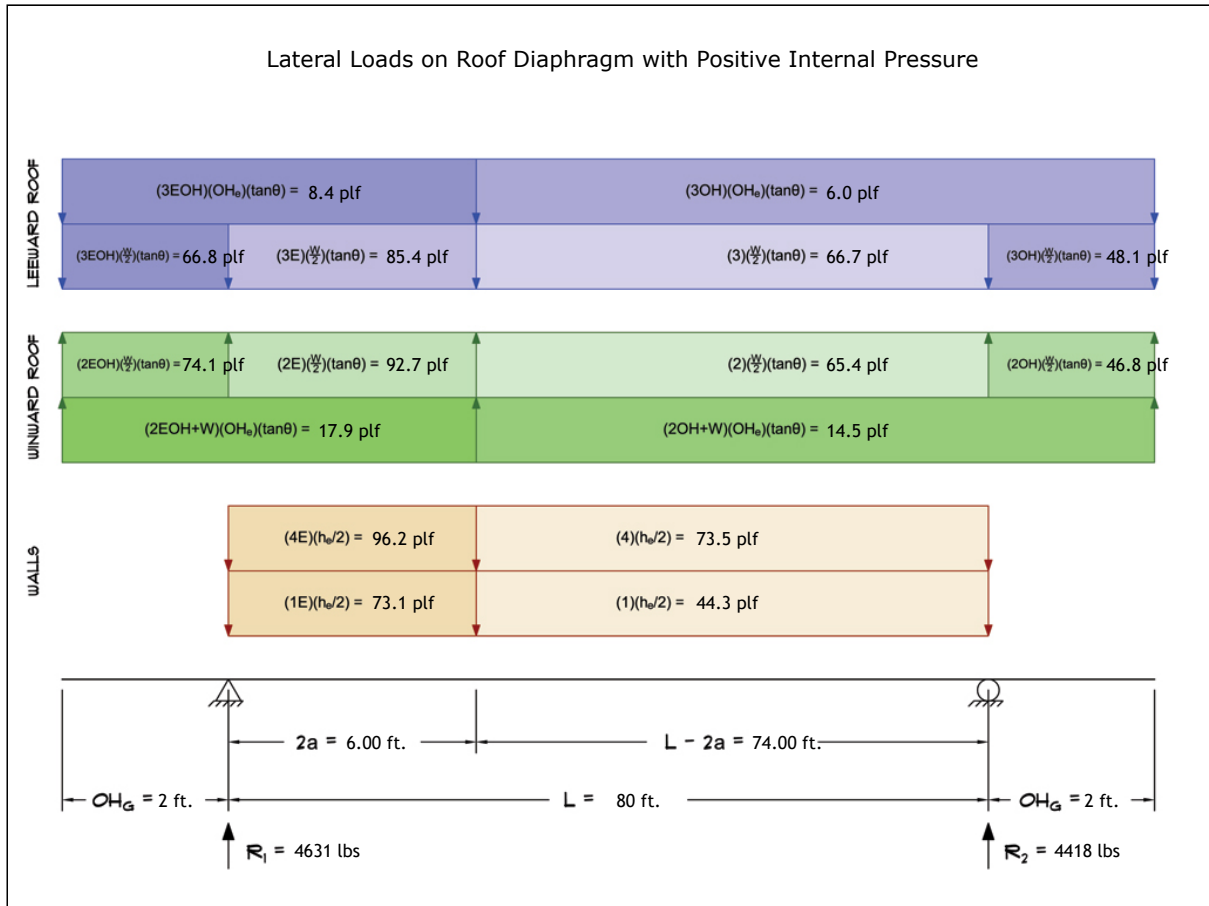 Lateral Loads on Roof Diaphragm with Positive Internal Pressure
LEEWARD ROOF
(3EOH)(OHₑ)(tanθ) = 8.4 plf
(3OH)(OHₑ)(tanθ) = 6.0 plf
(3EOH)(W/2)(tanθ) = 66.8 plf
(3E)(W/2)(tanθ) = 85.4 plf
(3)(W/2)(tanθ) = 66.7 plf
(3OH)(W/2)(tanθ) = 48.1 plf
WINWARD ROOF
(2EOH)(W/2)(tanθ) = 74.1 plf
(2E)(W/2)(tanθ) = 92.7 plf
(2)(W/2)(tanθ) = 65.4 plf
(2OH)(W/2)(tanθ) = 46.8 plf
(2EOH+W)(OHₑ)(tanθ) = 17.9 plf
(2OH+W)(OHₑ)(tanθ) = 14.5 plf
WALLS
(4E)(hₑ/2) = 96.2 plf
(4)(hₑ/2) = 73.5 plf
(1E)(hₑ/2) = 73.1 plf
(1)(hₑ/2) = 44.3 plf
2a = 6.00 ft.
L - 2a = 74.00 ft.
OH_G = 2 ft.
L = 80 ft.
OH_G = 2 ft.
R₁ = 4631 lbs
R₂ = 4418 lbs